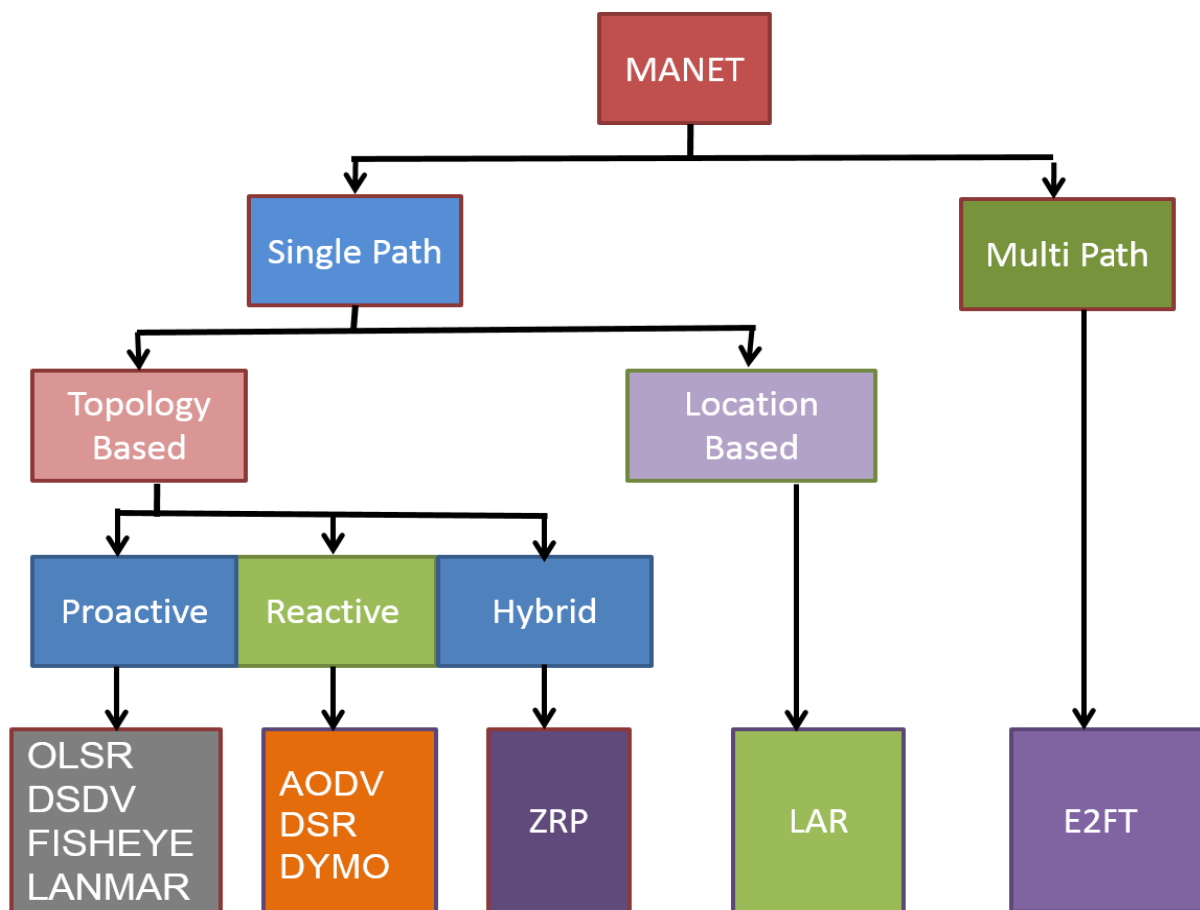 MANET
Single Path
Multi Path
Topology
Based
Location
Based
Proactive
Reactive
Hybrid
OLSR
DSDV
FISHEYE
LANMAR
AODV
DSR
DYMO
ZRP
LAR
E2FT